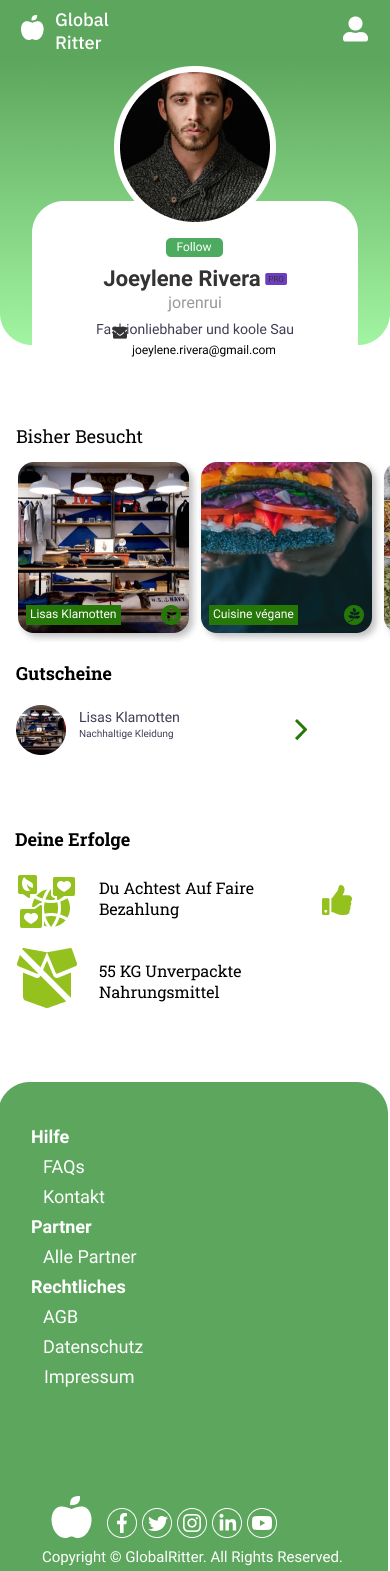 Global
Ritter
Follow
Joeylene Rivera PRO
jorenrui
Fashionliebhaber und koole Sau
joeylene.rivera@gmail.com
Bisher Besucht
Lisas Klamotten
Cuisine végane
Gutscheine
Lisas Klamotten
Nachhaltige Kleidung
Deine Erfolge
Du Achtest Auf Faire
Bezahlung
55 KG Unverpackte
Nahrungsmittel
Hilfe
FAQs
Kontakt
Partner
Alle Partner
Rechtliches
AGB
Datenschutz
Impressum
Copyright © GlobalRitter. All Rights Reserved.